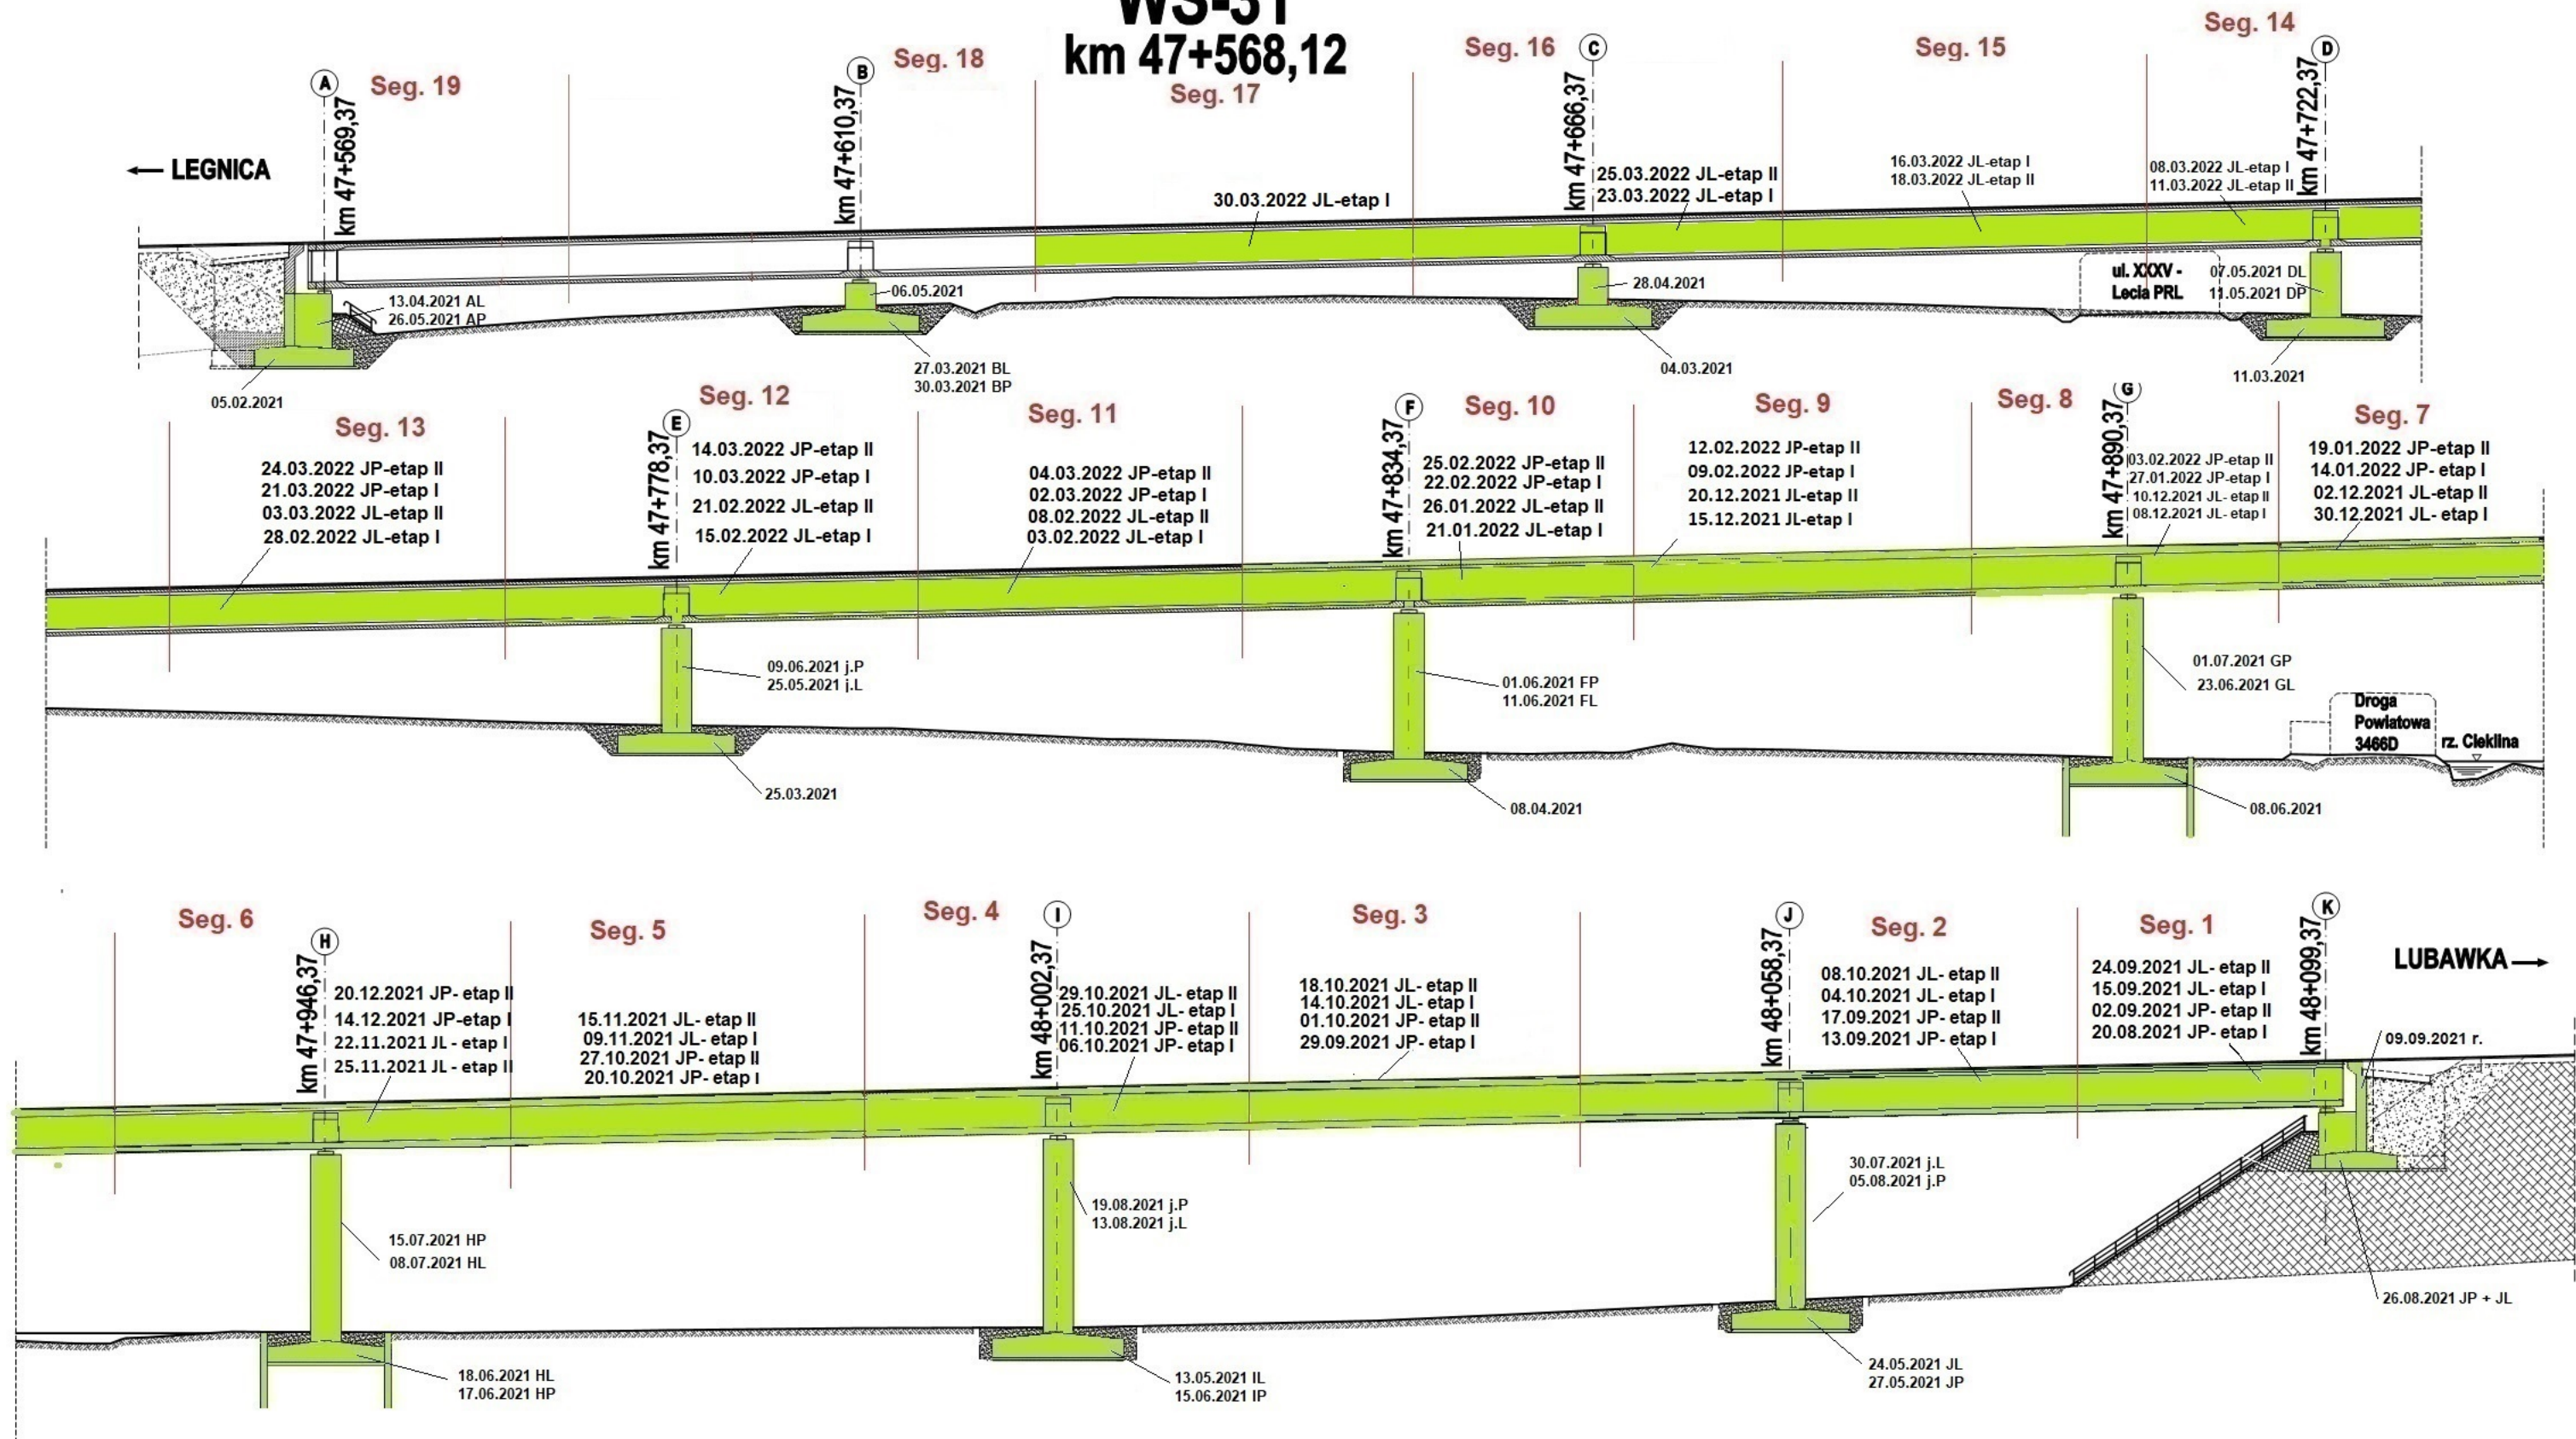 WS-31
km 47+568,12
Seg. 19
Seg. 18
Seg. 17
Seg. 16
Seg. 15
Seg. 14
A
km 47+569,37
B
km 47+610,37
C
km 47+666,37
D
km 47+722,37
← LEGNICA
30.03.2022 JL-etap I
25.03.2022 JL-etap II
23.03.2022 JL-etap I
16.03.2022 JL-etap I
18.03.2022 JL-etap II
08.03.2022 JL-etap I
11.03.2022 JL-etap II
13.04.2021 AL
26.05.2021 AP
05.02.2021
06.05.2021
27.03.2021 BL
30.03.2021 BP
28.04.2021
04.03.2021
ul. XXXV -
Lecia PRL
07.05.2021 DL
11.05.2021 DP
11.03.2021
Seg. 13
Seg. 12
Seg. 11
Seg. 10
Seg. 9
Seg. 8
Seg. 7
E
km 47+778,37
F
km 47+834,37
G
km 47+890,37
24.03.2022 JP-etap II
21.03.2022 JP-etap I
03.03.2022 JL-etap II
28.02.2022 JL-etap I
14.03.2022 JP-etap II
10.03.2022 JP-etap I
21.02.2022 JL-etap II
15.02.2022 JL-etap I
04.03.2022 JP-etap II
02.03.2022 JP-etap I
08.02.2022 JL-etap II
03.02.2022 JL-etap I
25.02.2022 JP-etap II
22.02.2022 JP-etap I
26.01.2022 JL-etap II
21.01.2022 JL-etap I
12.02.2022 JP-etap II
09.02.2022 JP-etap I
20.12.2021 JL-etap II
15.12.2021 JL-etap I
03.02.2022 JP-etap II
27.01.2022 JP-etap I
10.12.2021 JL- etap II
08.12.2021 JL- etap I
19.01.2022 JP-etap II
14.01.2022 JP- etap I
02.12.2021 JL-etap II
30.12.2021 JL- etap I
09.06.2021 j.P
25.05.2021 j.L
25.03.2021
01.06.2021 FP
11.06.2021 FL
08.04.2021
01.07.2021 GP
23.06.2021 GL
08.06.2021
Droga
Powiatowa
3466D
rz. Cieklina
Seg. 6
Seg. 5
Seg. 4
Seg. 3
Seg. 2
Seg. 1
H
km 47+946,37
I
km 48+002,37
J
km 48+058,37
K
km 48+099,37
LUBAWKA →
20.12.2021 JP- etap II
14.12.2021 JP-etap I
22.11.2021 JL - etap I
25.11.2021 JL - etap II
15.11.2021 JL- etap II
09.11.2021 JL- etap I
27.10.2021 JP- etap II
20.10.2021 JP- etap I
29.10.2021 JL- etap II
25.10.2021 JL- etap I
11.10.2021 JP- etap II
06.10.2021 JP- etap I
18.10.2021 JL- etap II
14.10.2021 JL- etap I
01.10.2021 JP- etap II
29.09.2021 JP- etap I
08.10.2021 JL- etap II
04.10.2021 JL- etap I
17.09.2021 JP- etap II
13.09.2021 JP- etap I
24.09.2021 JL- etap II
15.09.2021 JL- etap I
02.09.2021 JP- etap II
20.08.2021 JP- etap I
09.09.2021 r.
15.07.2021 HP
08.07.2021 HL
18.06.2021 HL
17.06.2021 HP
19.08.2021 j.P
13.08.2021 j.L
13.05.2021 IL
15.06.2021 IP
30.07.2021 j.L
05.08.2021 j.P
24.05.2021 JL
27.05.2021 JP
26.08.2021 JP + JL